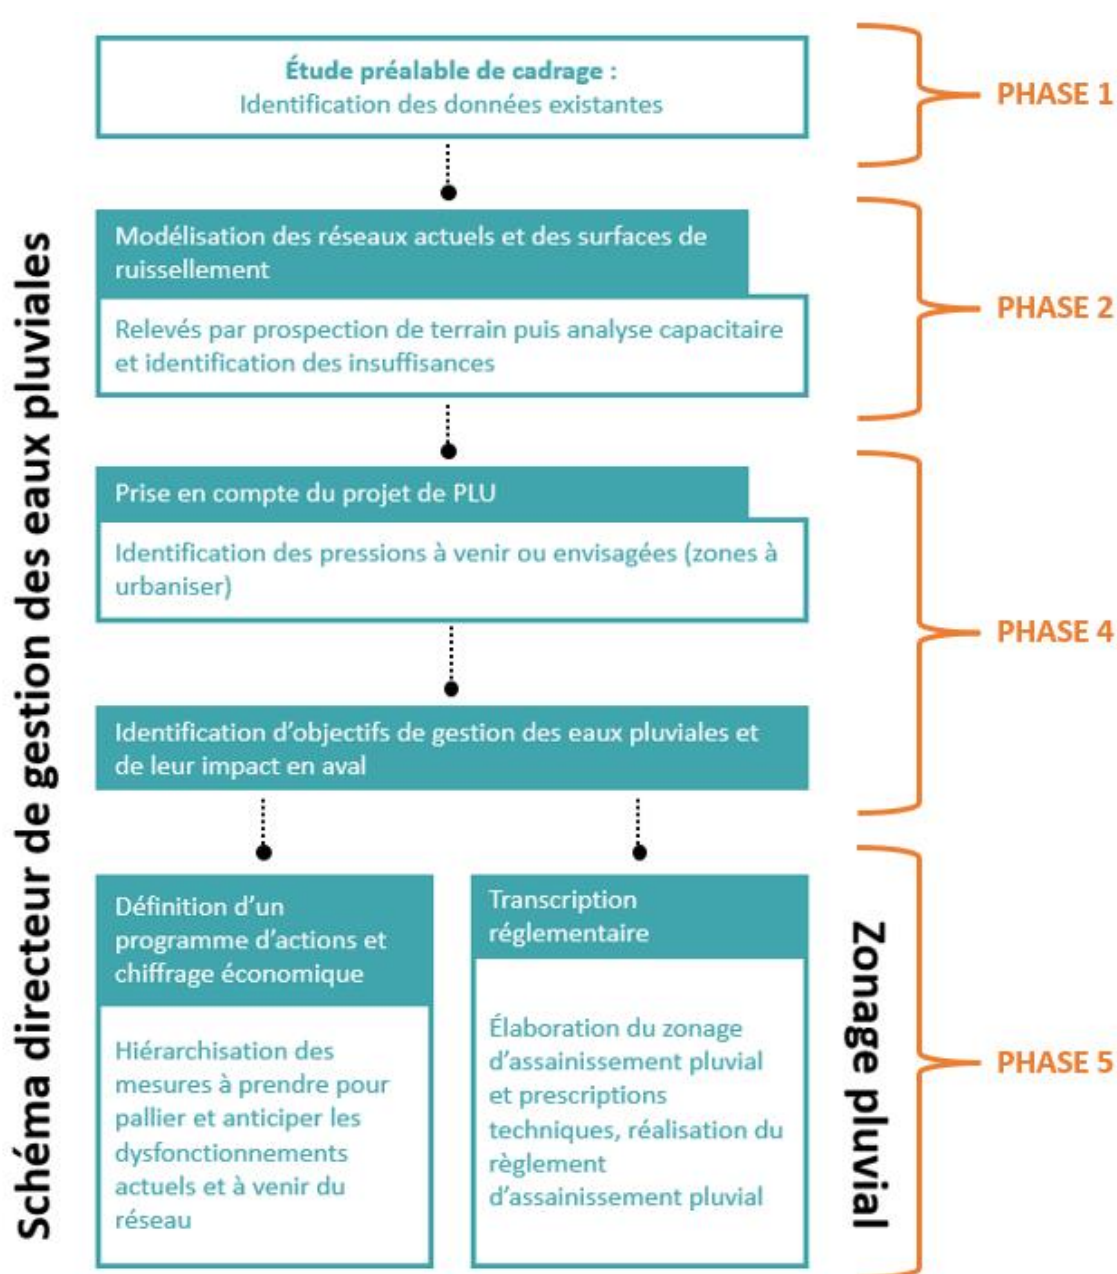 Schéma directeur de gestion des eaux pluviales
Étude préalable de cadrage :
Identification des données existantes
PHASE 1
Modélisation des réseaux actuels et des surfaces de
ruissellement
Relevés par prospection de terrain puis analyse capacitaire
et identification des insuffisances
PHASE 2
Prise en compte du projet de PLU
Identification des pressions à venir ou envisagées (zones à
urbaniser)
PHASE 4
Identification d'objectifs de gestion des eaux pluviales et
de leur impact en aval
Définition d'un
programme d'actions et
chiffrage économique
Hiérarchisation des
mesures à prendre pour
pallier et anticiper les
dysfonctionnements
actuels et à venir du
réseau
Transcription
réglementaire
Élaboration du zonage
d'assainissement pluvial
et prescriptions
techniques, réalisation du
règlement
d'assainissement pluvial
Zonage pluvial
PHASE 5